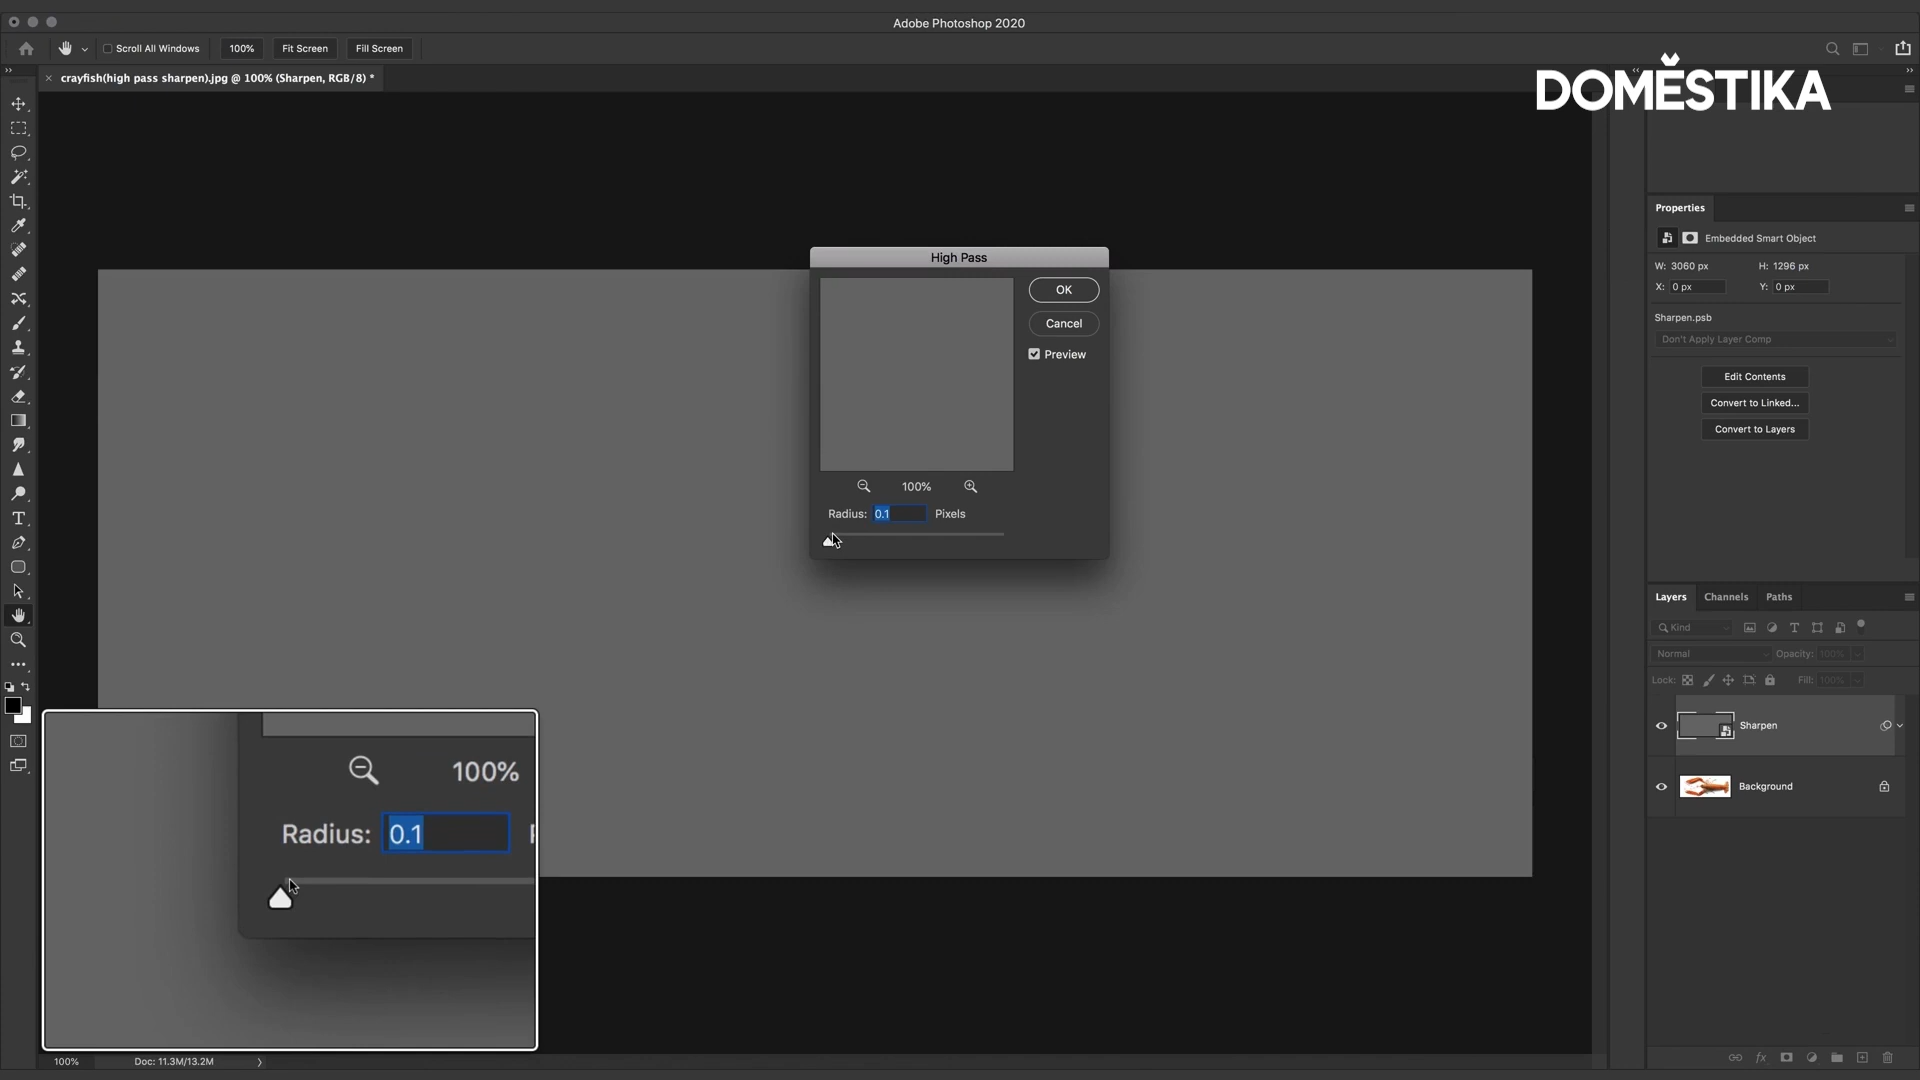 Adobe Photoshop 2020
Scroll All Windows
100%
Fit Screen
Fill Screen
crayfish(high pass sharpen).jpg @ 100% (Sharpen, RGB/8) *
DOMĚSTIKA
High Pass
OK
Cancel
Preview
100%
Radius: 0.1 Pixels
Properties
Embedded Smart Object
W: 3060 px H: 1296 px
X: 0 px Y: 0 px
Sharpen.psb
Don't Apply Layer Comp
Edit Contents
Convert to Linked...
Convert to Layers
Layers Channels Paths
Kind
Normal Opacity: 100%
Lock: Fill: 100%
Sharpen
Background
100%
Radius: 0.1
100% Doc: 11.3M/13.2M